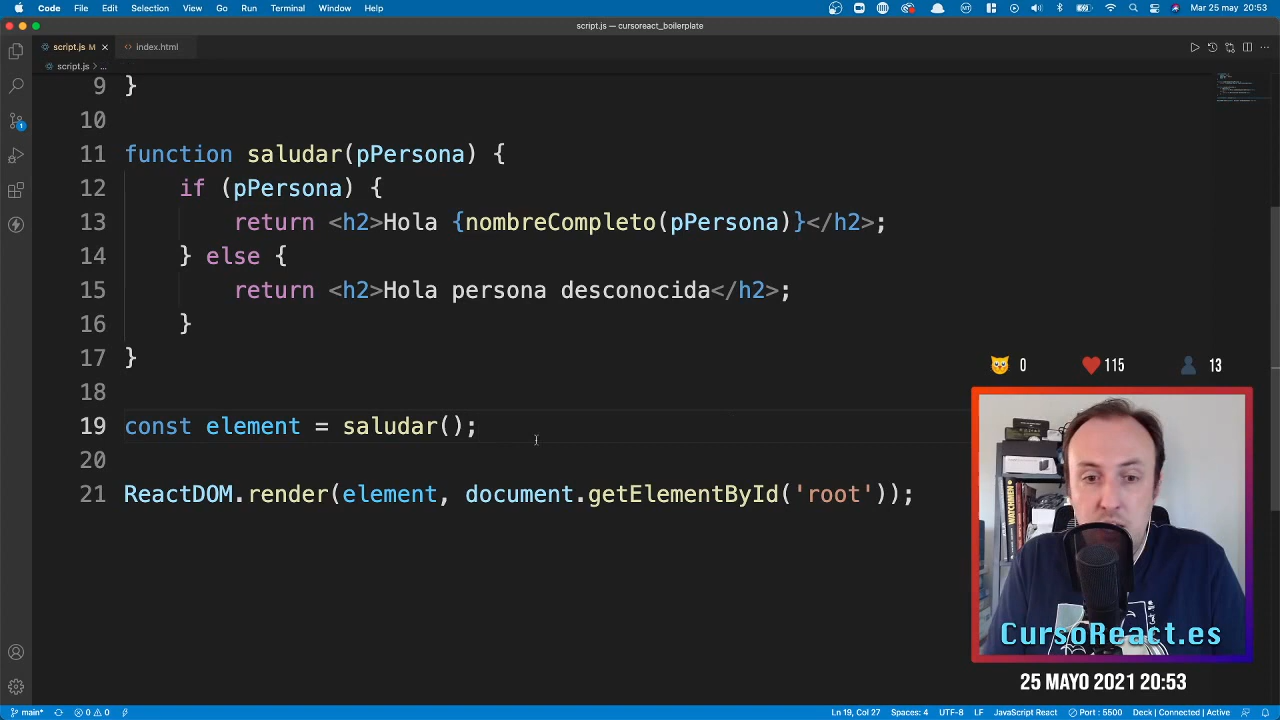 Code File Edit Selection View Go Run Terminal Window Help
Mar 25 may 20:53
script.js — cursoreact_boilerplate
script.js M
index.html
script.js > ...
9 }
10
11 function saludar(pPersona) {
12 if (pPersona) {
13 return <h2>Hola {nombreCompleto(pPersona)}</h2>;
14 } else {
15 return <h2>Hola persona desconocida</h2>;
16 }
17 }
18
19 const element = saludar();
20
21 ReactDOM.render(element, document.getElementById('root'));
0 115 13
WATCHMEN
CursoReact.es
25 MAYO 2021 20:53
main* 0 0 Ln 19, Col 27 Spaces: 4 UTF-8 LF JavaScript React Port : 5500 Deck | Connected | Active